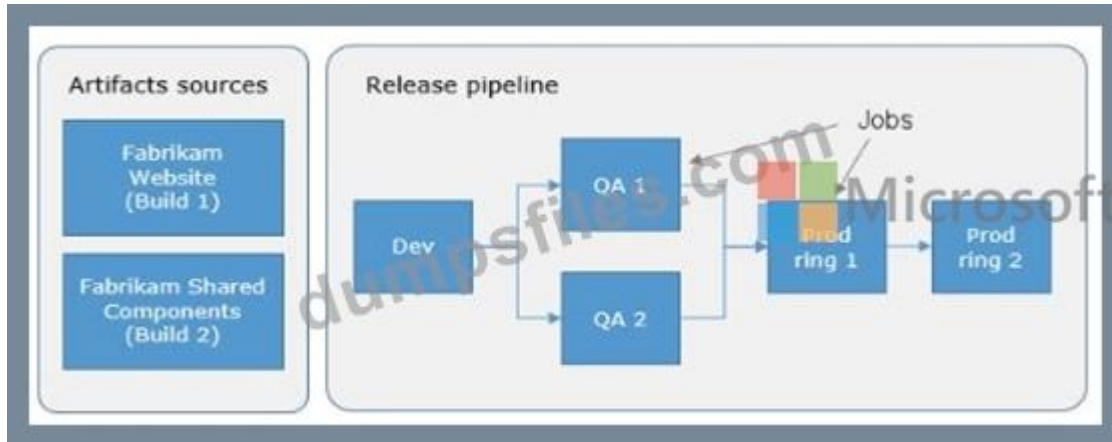 Artifacts sources
Fabrikam
Website
(Build 1)
Fabrikam Shared
Components
(Build 2)
Release pipeline
Jobs
Dev
QA 1
QA 2
Prod
ring 1
Prod
ring 2
dumpsfiles.com
Microsoft